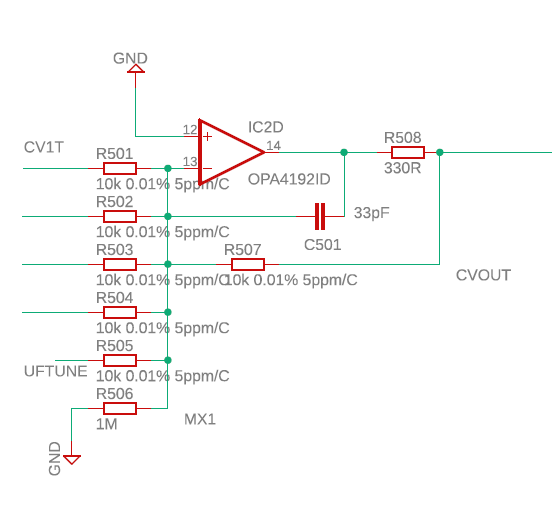 GND
12
+
IC2D
14
CV1T
R501
13
-
R508
10k 0.01% 5ppm/C
OPA4192ID
330R
R502
33pF
10k 0.01% 5ppm/C
C501
R503
R507
10k 0.01% 5ppm/C
10k 0.01% 5ppm/C
CVOUT
R504
10k 0.01% 5ppm/C
R505
UFTUNE
10k 0.01% 5ppm/C
R506
1M
MX1
GND